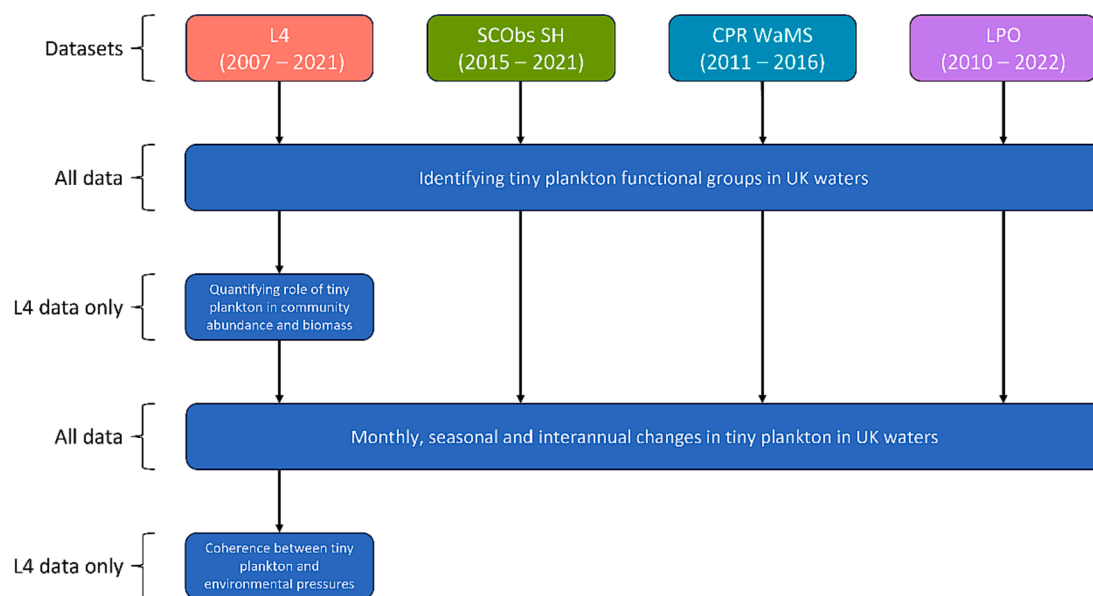 Datasets
L4
(2007 – 2021)
SCObs SH
(2015 – 2021)
CPR WaMS
(2011 – 2016)
LPO
(2010 – 2022)
All data
Identifying tiny plankton functional groups in UK waters
L4 data only
Quantifying role of tiny
plankton in community
abundance and biomass
All data
Monthly, seasonal and interannual changes in tiny plankton in UK waters
L4 data only
Coherence between tiny
plankton and
environmental pressures